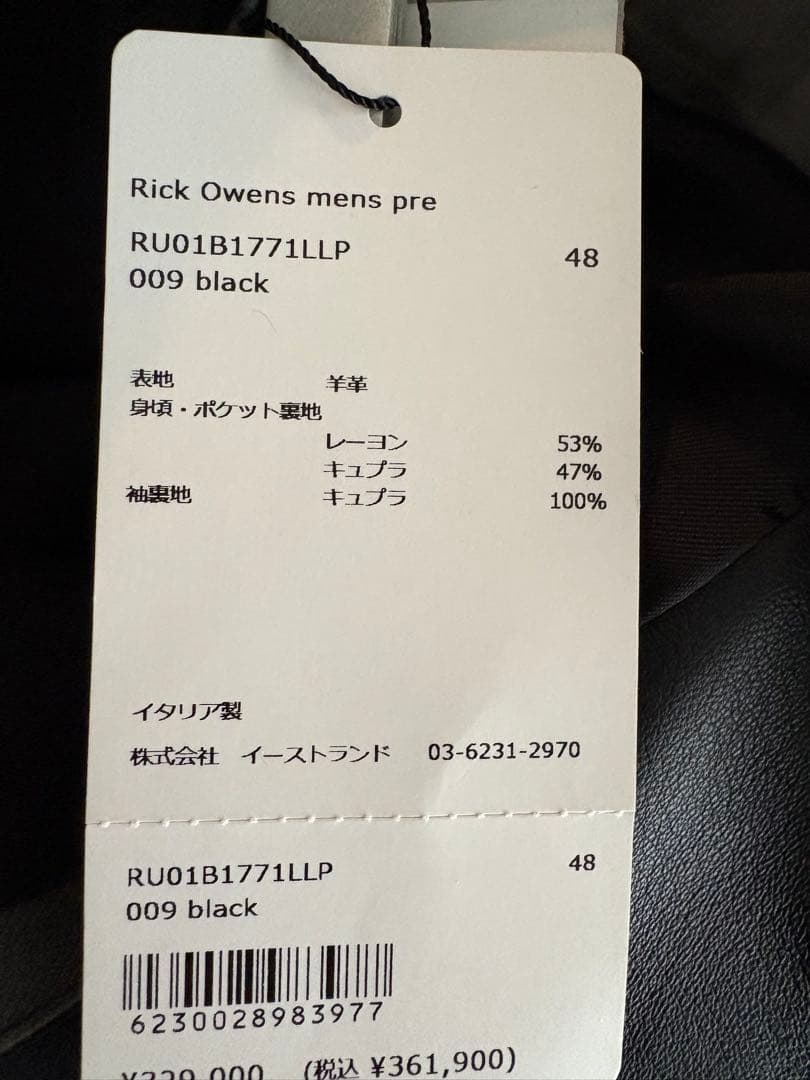 Rick Owens mens pre
RU01B1771LLP 48
009 black
表地 羊革
身頃・ポケット裏地
レーヨン 53%
キュプラ 47%
袖裏地 キュプラ 100%
イタリア製
株式会社 イーストランド 03-6231-2970
RU01B1771LLP 48
009 black
6230028983977
(税込 ¥361,900)